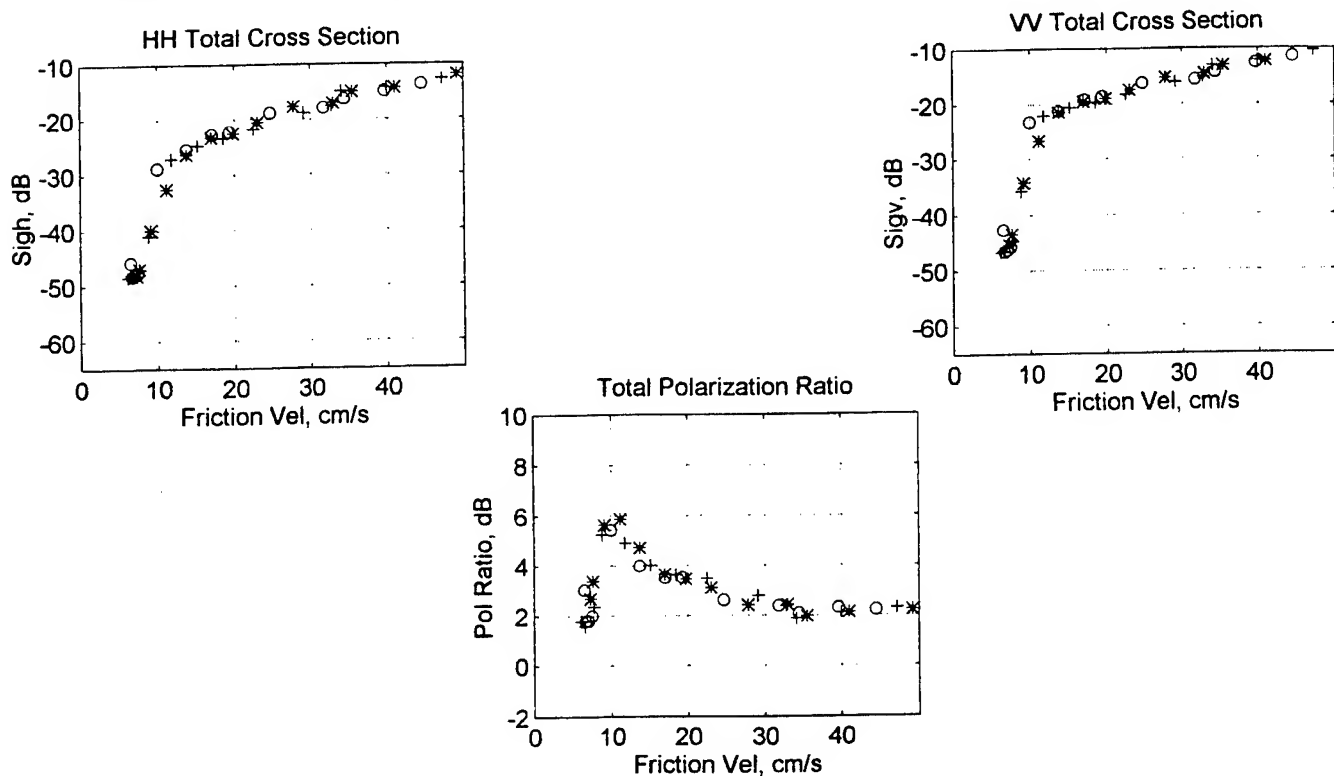 HH Total Cross Section
-10
-20
-30
-40
-50
-60
Sigh, dB
0 10 20 30 40
Friction Vel, cm/s
VV Total Cross Section
-10
-20
-30
-40
-50
-60
Sigv, dB
0 10 20 30 40
Friction Vel, cm/s
Total Polarization Ratio
10
8
6
4
2
0
-2
Pol Ratio, dB
0 10 20 30 40
Friction Vel, cm/s